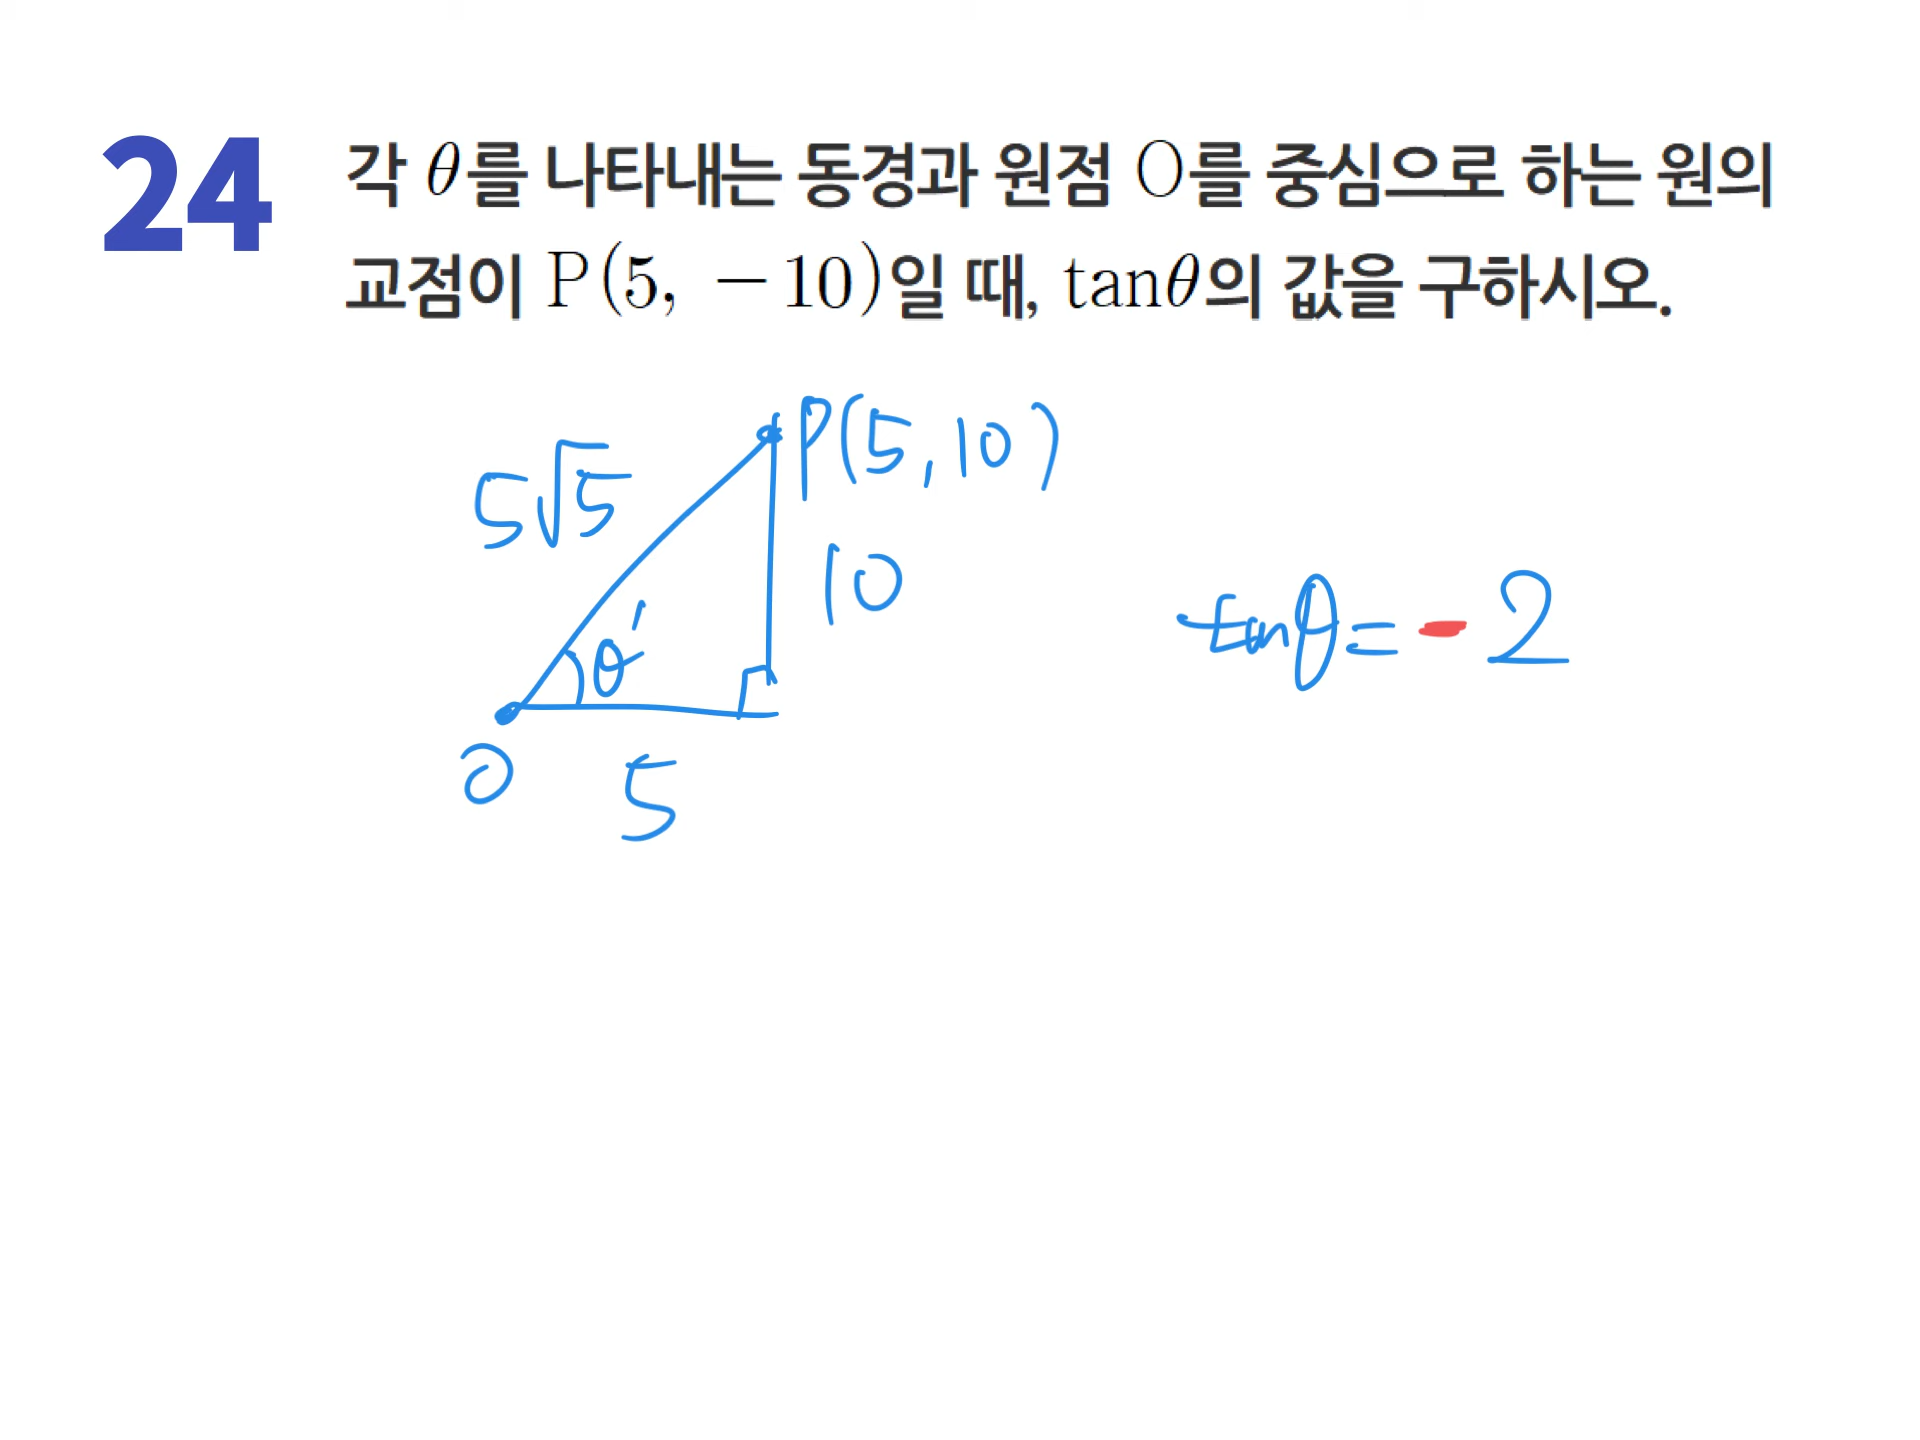 24 각 θ를 나타내는 동경과 원점 O를 중심으로 하는 원의
교점이 P(5, −10)일 때, tanθ의 값을 구하시오.
P(5,10)
5√5
10
θ'
tanθ=-2
O
5